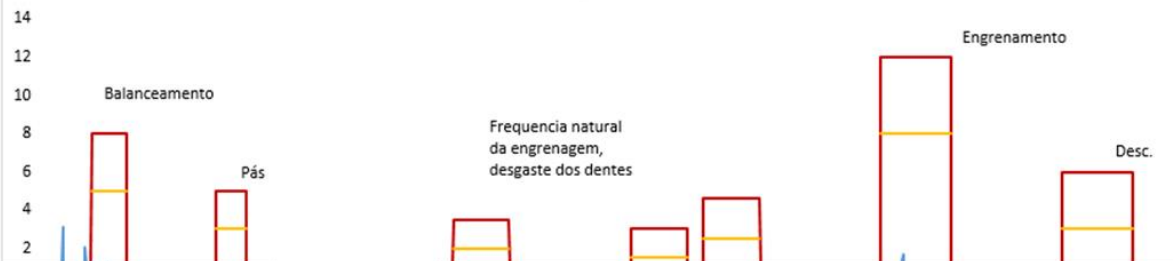 14
12
Engrenamento
10
Balanceamento
8
Frequencia natural
da engrenagem,
desgaste dos dentes
Desc.
6
Pás
4
2